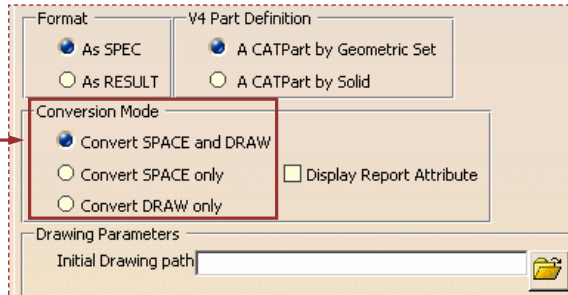 Format
As SPEC
As RESULT
V4 Part Definition
A CATPart by Geometric Set
A CATPart by Solid
Conversion Mode
Convert SPACE and DRAW
Convert SPACE only
Convert DRAW only
Display Report Attribute
Drawing Parameters
Initial Drawing path